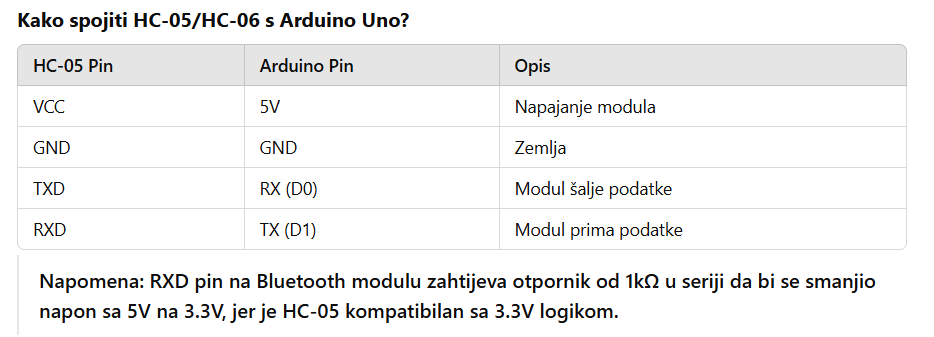 Kako spojiti HC-05/HC-06 s Arduino Uno?
HC-05 Pin Arduino Pin Opis
VCC 5V Napajanje modula
GND GND Zemlja
TXD RX (D0) Modul šalje podatke
RXD TX (D1) Modul prima podatke
Napomena: RXD pin na Bluetooth modulu zahtijeva otpornik od 1kΩ u seriji da bi se smanjio
napon sa 5V na 3.3V, jer je HC-05 kompatibilan sa 3.3V logikom.